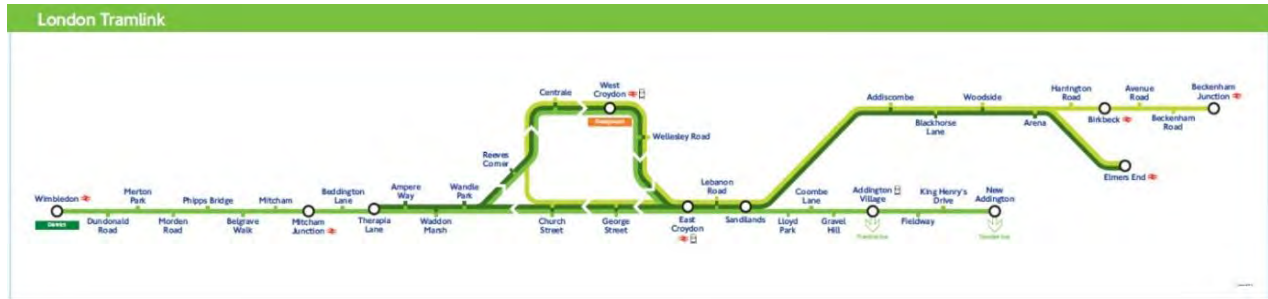 London Tramlink
Centrale
West
Croydon
Wellesley Road
Reeves
Corner
Wimbledon
District
Dundonald
Road
Merton
Park
Morden
Road
Phipps Bridge
Belgrave
Walk
Mitcham
Mitcham
Junction
Beddington
Lane
Therapia
Lane
Ampere
Way
Waddon
Marsh
Wandle
Park
Church
Street
George
Street
East
Croydon
Lebanon
Road
Sandilands
Lloyd
Park
Coombe
Lane
Gravel
Hill
Addington
Village
Fieldway
King Henry's
Drive
New
Addington
Addiscombe
Blackhorse
Lane
Woodside
Arena
Harrington
Road
Birkbeck
Avenue
Road
Beckenham
Road
Beckenham
Junction
Elmers End